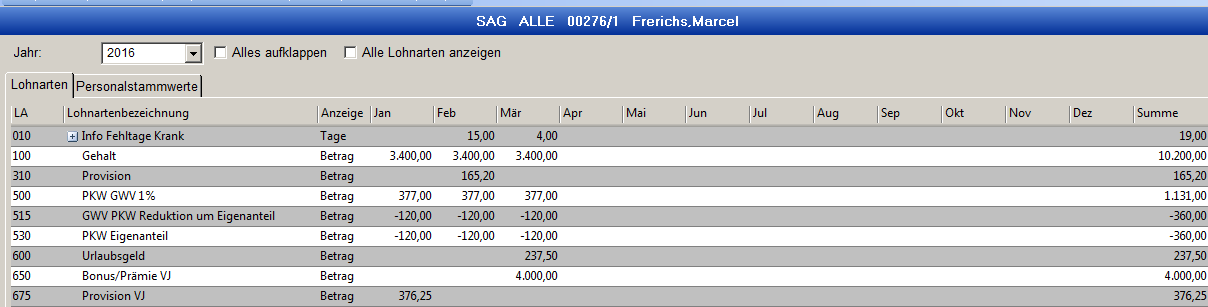 SAG ALLE 00276/1 Frerichs,Marcel
Jahr: 2016 Alles aufklappen Alle Lohnarten anzeigen
Lohnarten Personalstammwerte
LA Lohnartenbezeichnung Anzeige Jan Feb Mär Apr Mai Jun Jul Aug Sep Okt Nov Dez Summe
010 Info Fehltage Krank Tage 15,00 4,00 19,00
100 Gehalt Betrag 3.400,00 3.400,00 3.400,00 10.200,00
310 Provision Betrag 165,20 165,20
500 PKW GWV 1% Betrag 377,00 377,00 377,00 1.131,00
515 GWV PKW Reduktion um Eigenanteil Betrag -120,00 -120,00 -120,00 -360,00
530 PKW Eigenanteil Betrag -120,00 -120,00 -120,00 -360,00
600 Urlaubsgeld Betrag 237,50 237,50
650 Bonus/Prämie VJ Betrag 4.000,00 4.000,00
675 Provision VJ Betrag 376,25 376,25